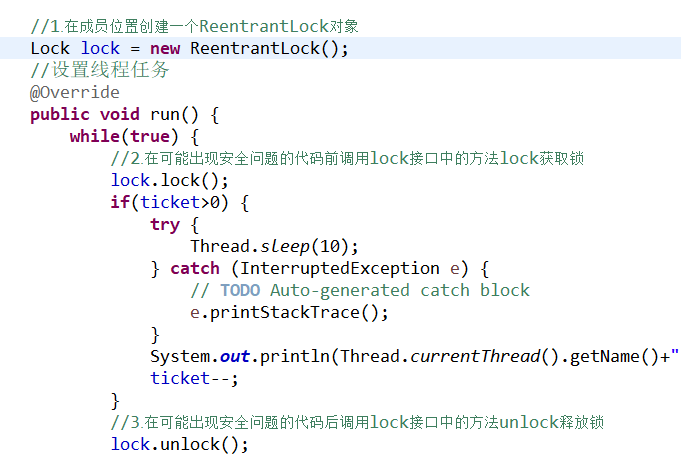 //1.在成员位置创建一个ReentrantLock对象
Lock lock = new ReentrantLock();
//设置线程任务
@Override
public void run() {
while(true) {
//2.在可能出现安全问题的代码前调用lock接口中的方法lock获取锁
lock.lock();
if(ticket>0) {
try {
Thread.sleep(10);
} catch (InterruptedException e) {
// TODO Auto-generated catch block
e.printStackTrace();
}
System.out.println(Thread.currentThread().getName()+"
ticket--;
}
//3.在可能出现安全问题的代码后调用lock接口中的方法unlock释放锁
lock.unlock();